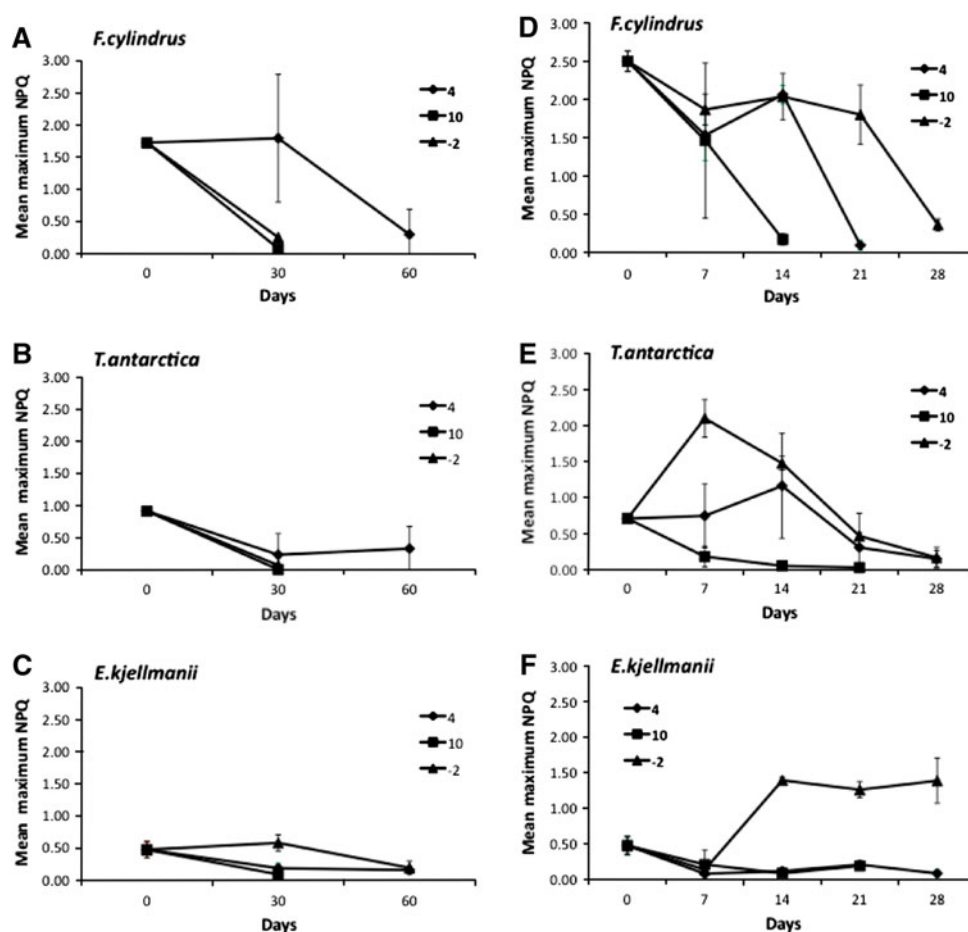 A
F.cylindrus
Mean maximum NPQ
3.00
2.50
2.00
1.50
1.00
0.50
0.00
4
10
-2
0 30 60
Days
B
T.antarctica
Mean maximum NPQ
3.00
2.50
2.00
1.50
1.00
0.50
0.00
4
10
-2
0 30 60
Days
C
E.kjellmanii
Mean maximum NPQ
3.00
2.50
2.00
1.50
1.00
0.50
0.00
4
10
-2
0 30 60
Days
D
F.cylindrus
Mean maximum NPQ
3.00
2.50
2.00
1.50
1.00
0.50
0.00
4
10
-2
0 7 14 21 28
Days
E
T.antarctica
Mean maximum NPQ
3.00
2.50
2.00
1.50
1.00
0.50
0.00
4
10
-2
0 7 14 21 28
Days
F
E.kjellmanii
Mean maximum NPQ
3.00
2.50
2.00
1.50
1.00
0.50
0.00
4
10
-2
0 7 14 21 28
Days